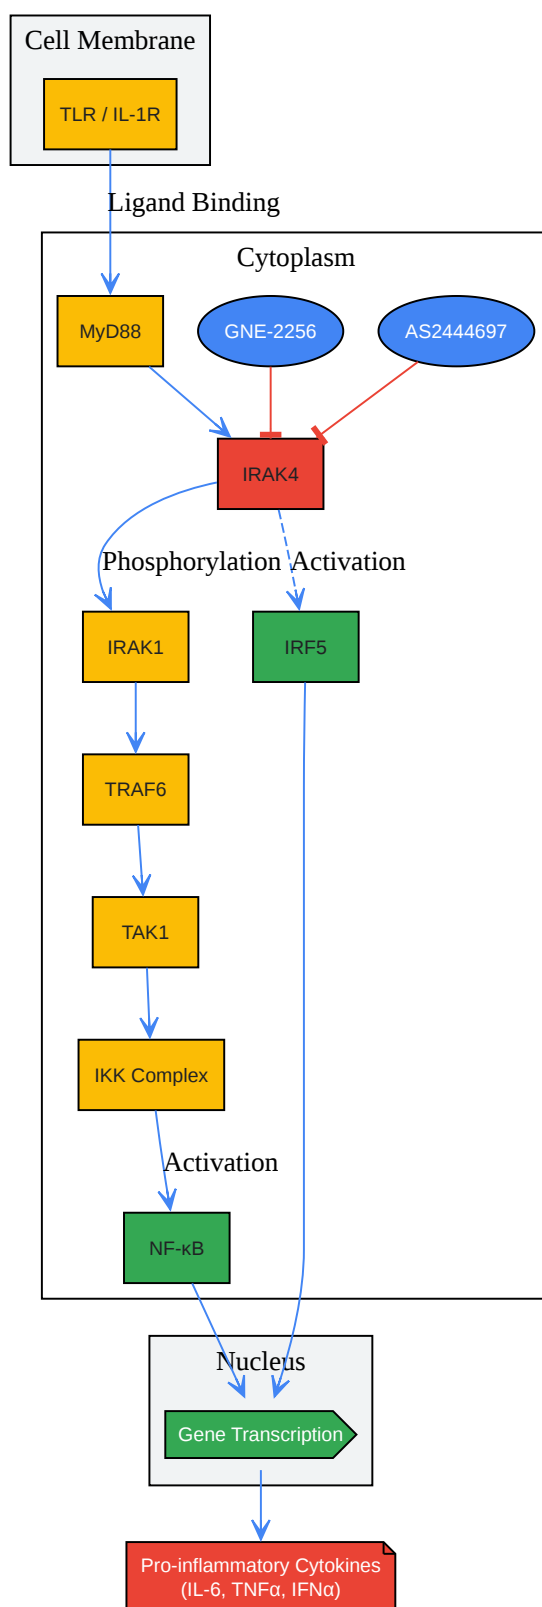 Cell Membrane
TLR / IL-1R
Ligand Binding
Cytoplasm
MyD88
GNE-2256
AS2444697
IRAK4
Phosphorylation
Activation
IRAK1
IRF5
TRAF6
TAK1
IKK Complex
Activation
NF-κB
Nucleus
Gene Transcription
Pro-inflammatory Cytokines
(IL-6, TNFα, IFNα)